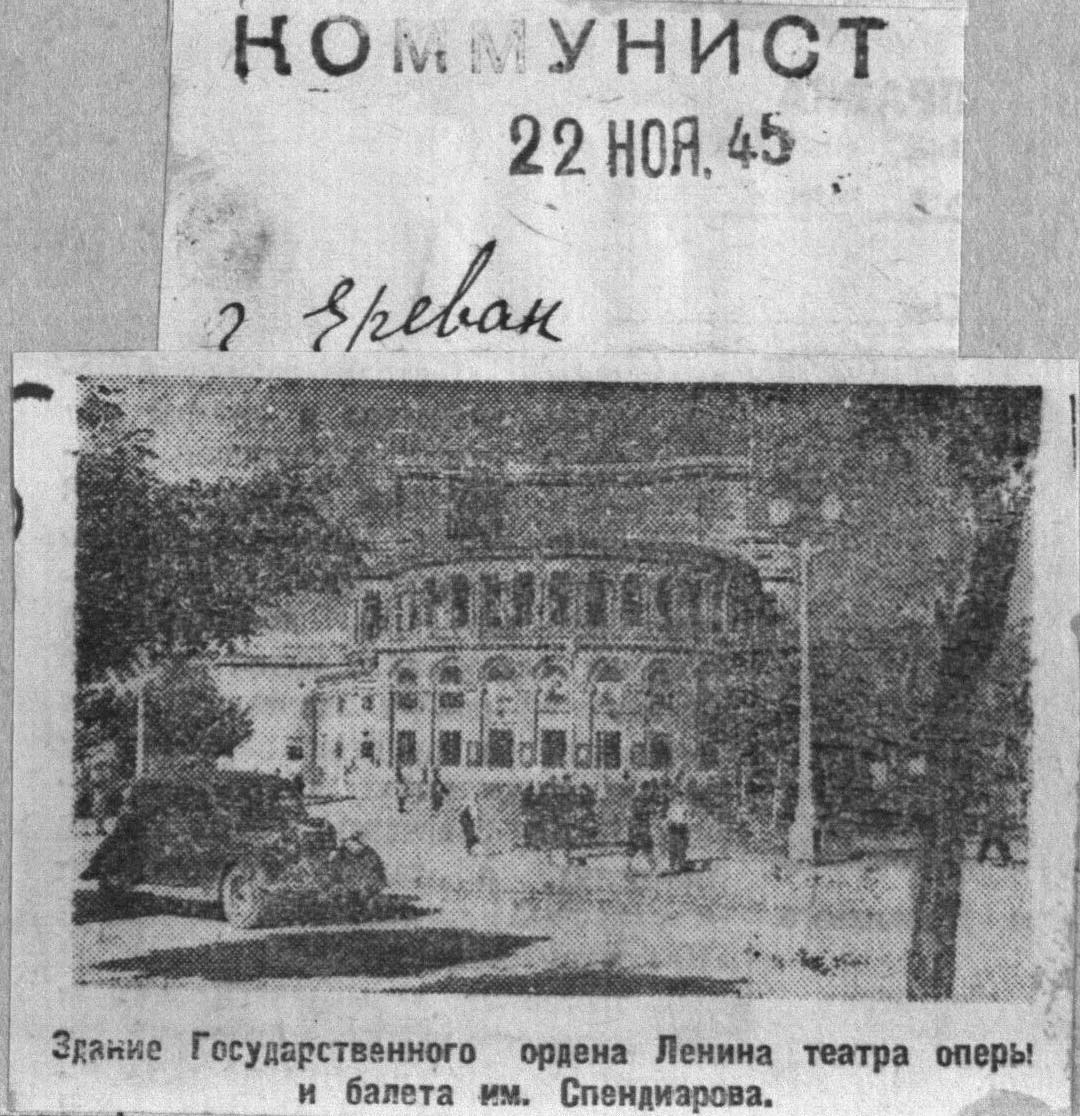 КОММУНИСТ
22 НОЯ. 45
г Ереван
Здание Государственного ордена Ленина театра оперы
и балета им. Спендиарова.